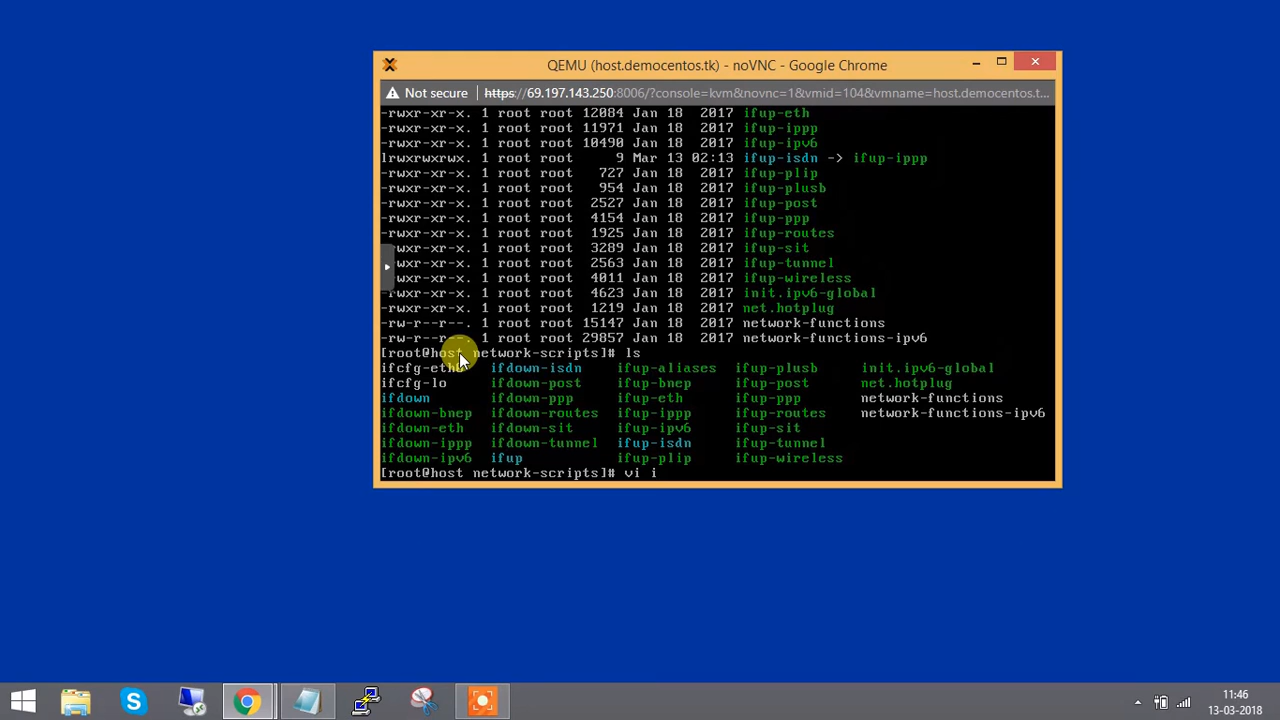 QEMU (host.democentos.tk) - noVNC - Google Chrome
Not secure https://69.197.143.250:8006/?console=kvm&novnc=1&vmid=104&vmname=host.democentos.t...
-rwxr-xr-x. 1 root root 12084 Jan 18 2017 ifup-eth
-rwxr-xr-x. 1 root root 11971 Jan 18 2017 ifup-ippp
-rwxr-xr-x. 1 root root 10490 Jan 18 2017 ifup-ipv6
lrwxrwxrwx. 1 root root 9 Mar 13 02:13 ifup-isdn -> ifup-ippp
-rwxr-xr-x. 1 root root 727 Jan 18 2017 ifup-plip
-rwxr-xr-x. 1 root root 954 Jan 18 2017 ifup-plusb
-rwxr-xr-x. 1 root root 2527 Jan 18 2017 ifup-post
-rwxr-xr-x. 1 root root 4154 Jan 18 2017 ifup-ppp
-rwxr-xr-x. 1 root root 1925 Jan 18 2017 ifup-routes
-rwxr-xr-x. 1 root root 3289 Jan 18 2017 ifup-sit
-rwxr-xr-x. 1 root root 2563 Jan 18 2017 ifup-tunnel
-rwxr-xr-x. 1 root root 4011 Jan 18 2017 ifup-wireless
-rwxr-xr-x. 1 root root 4623 Jan 18 2017 init.ipv6-global
-rwxr-xr-x. 1 root root 1219 Jan 18 2017 net.hotplug
-rw-r--r--. 1 root root 15147 Jan 18 2017 network-functions
-rw-r--r--. 1 root root 29857 Jan 18 2017 network-functions-ipv6
[root@host network-scripts]# ls
ifdown-isdn ifup-aliases ifup-plusb init.ipv6-global
ifcfg-lo ifdown-post ifup-bnep ifup-post net.hotplug
ifdown ifdown-ppp ifup-eth ifup-ppp network-functions
ifdown-bnep ifdown-routes ifup-ippp ifup-routes network-functions-ipv6
ifdown-eth ifdown-sit ifup-ipv6 ifup-sit
ifdown-ippp ifdown-tunnel ifup-isdn ifup-tunnel
ifdown-ipv6 ifup ifup-plip ifup-wireless
[root@host network-scripts]# vi i
11:46
13-03-2018